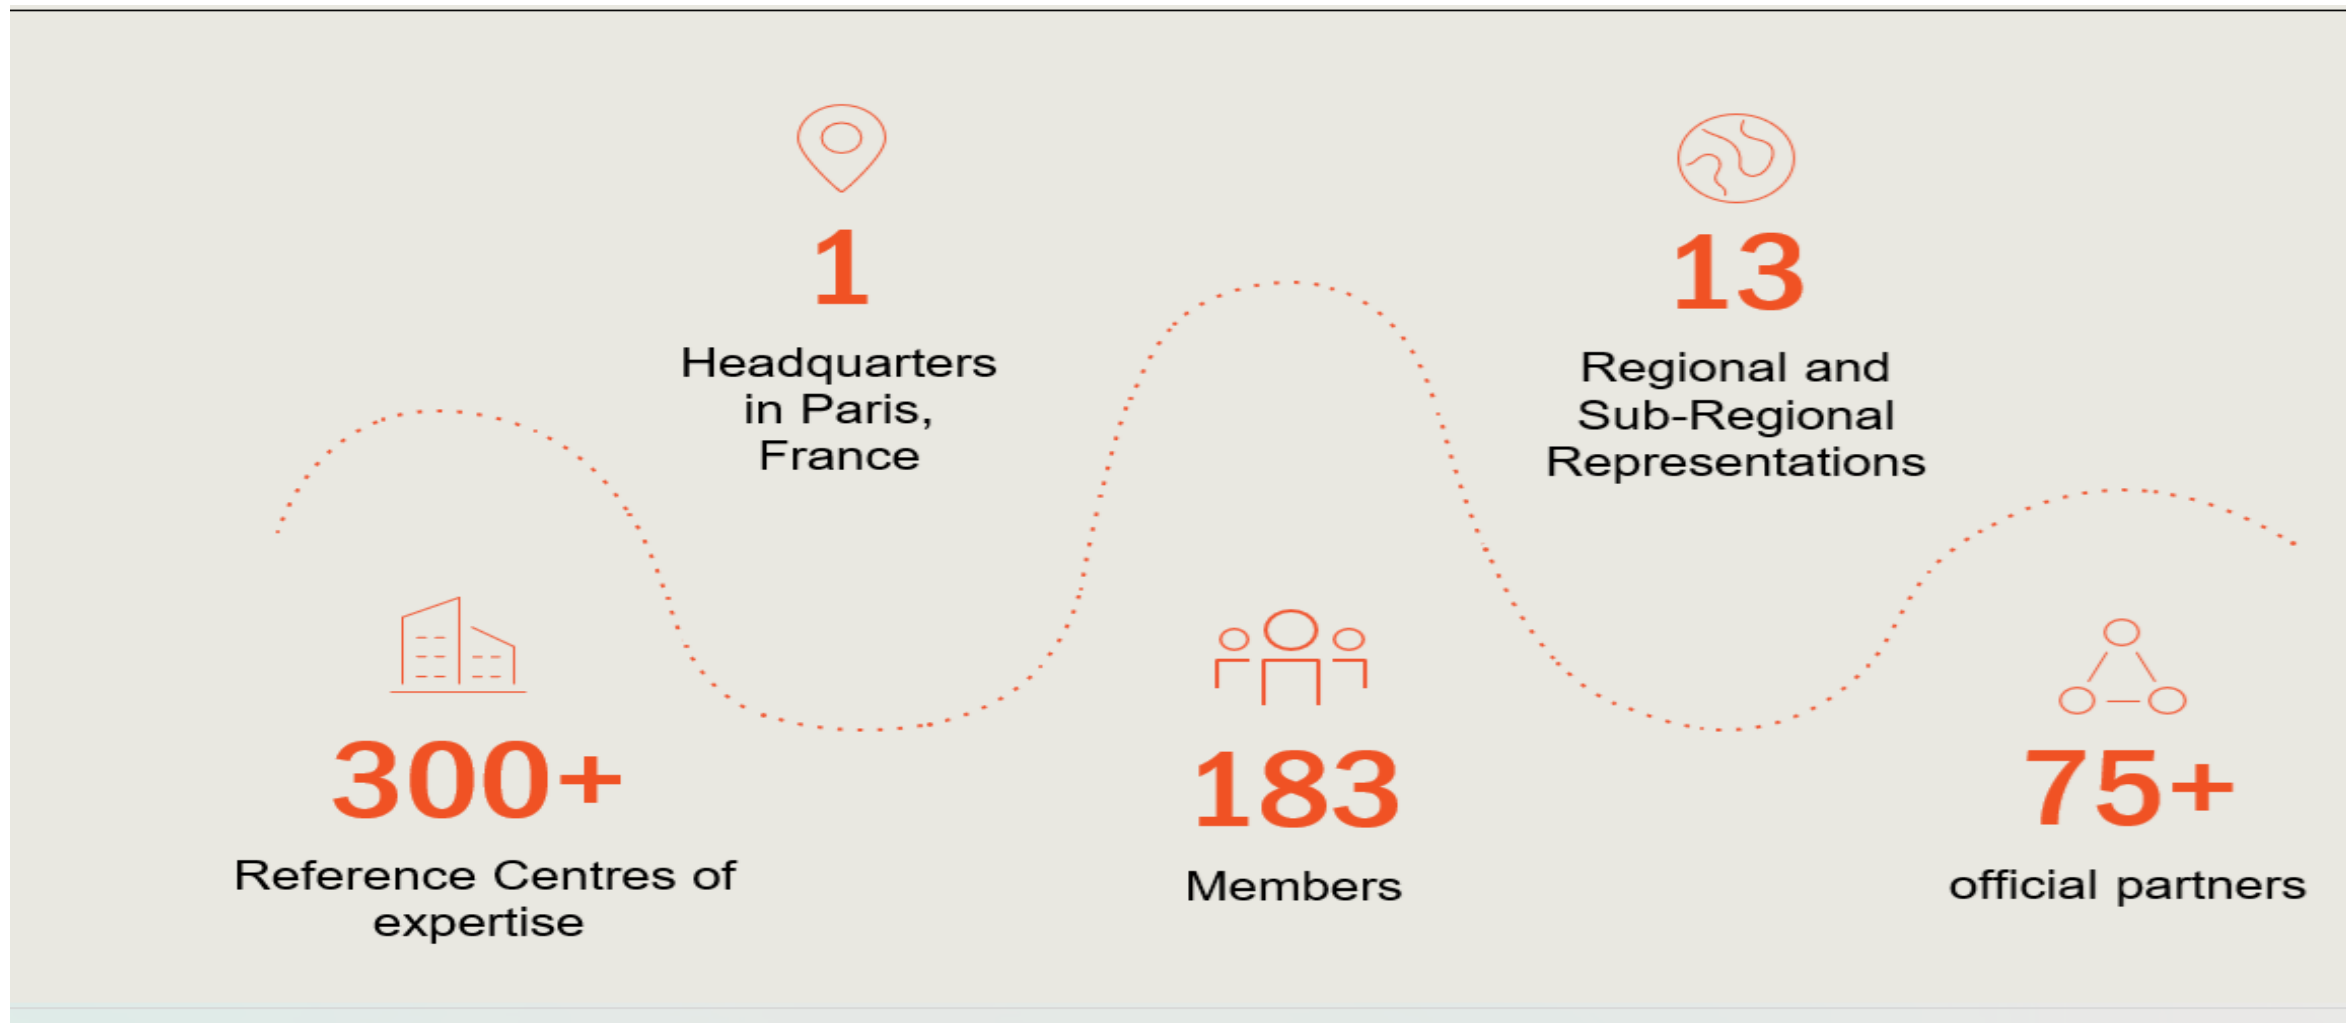 1
Headquarters
in Paris,
France
13
Regional and
Sub-Regional
Representations
300+
Reference Centres of
expertise
183
Members
75+
official partners